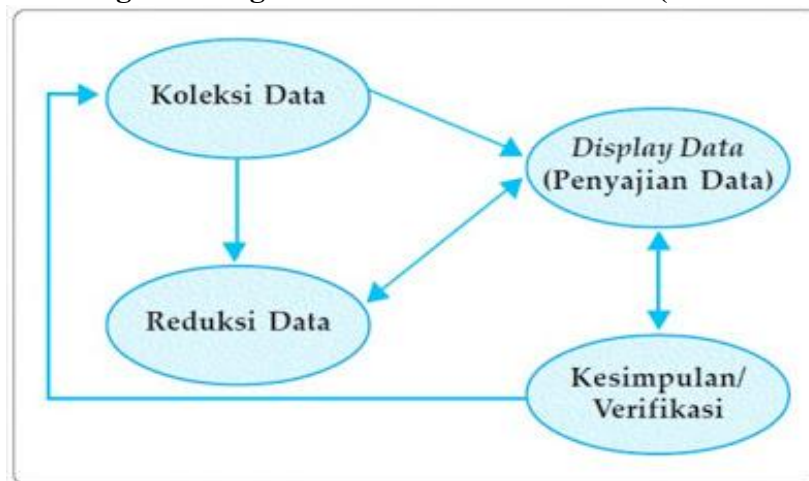 Koleksi Data
Display Data
(Penyajian Data)
Reduksi Data
Kesimpulan/
Verifikasi